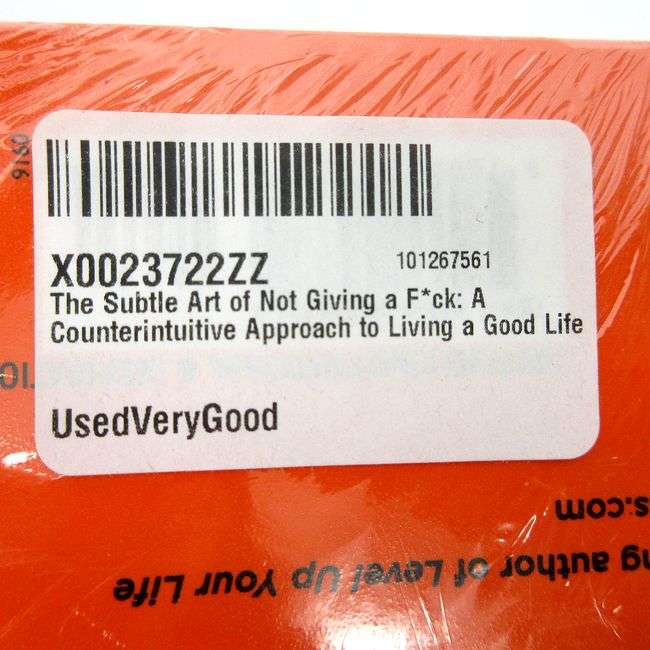 0916
X0023722ZZ
101267561
The Subtle Art of Not Giving a F*ck: A
Counterintuitive Approach to Living a Good Life
UsedVeryGood
s.com
ng author of Level Up Your Life